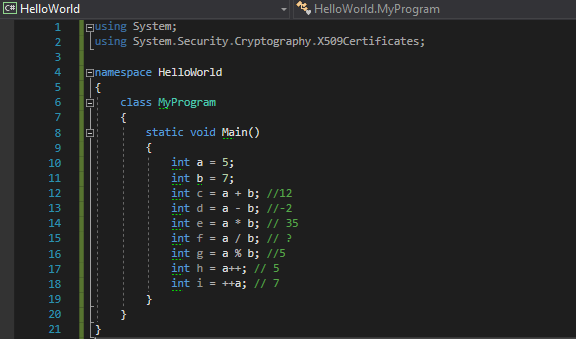 C# HelloWorld HelloWorld.MyProgram
1 using System;
2 using System.Security.Cryptography.X509Certificates;
3
4 namespace HelloWorld
5 {
6 class MyProgram
7 {
8 static void Main()
9 {
10 int a = 5;
11 int b = 7;
12 int c = a + b; //12
13 int d = a - b; //-2
14 int e = a * b; // 35
15 int f = a / b; // ?
16 int g = a % b; //5
17 int h = a++; // 5
18 int i = ++a; // 7
19 }
20 }
21 }